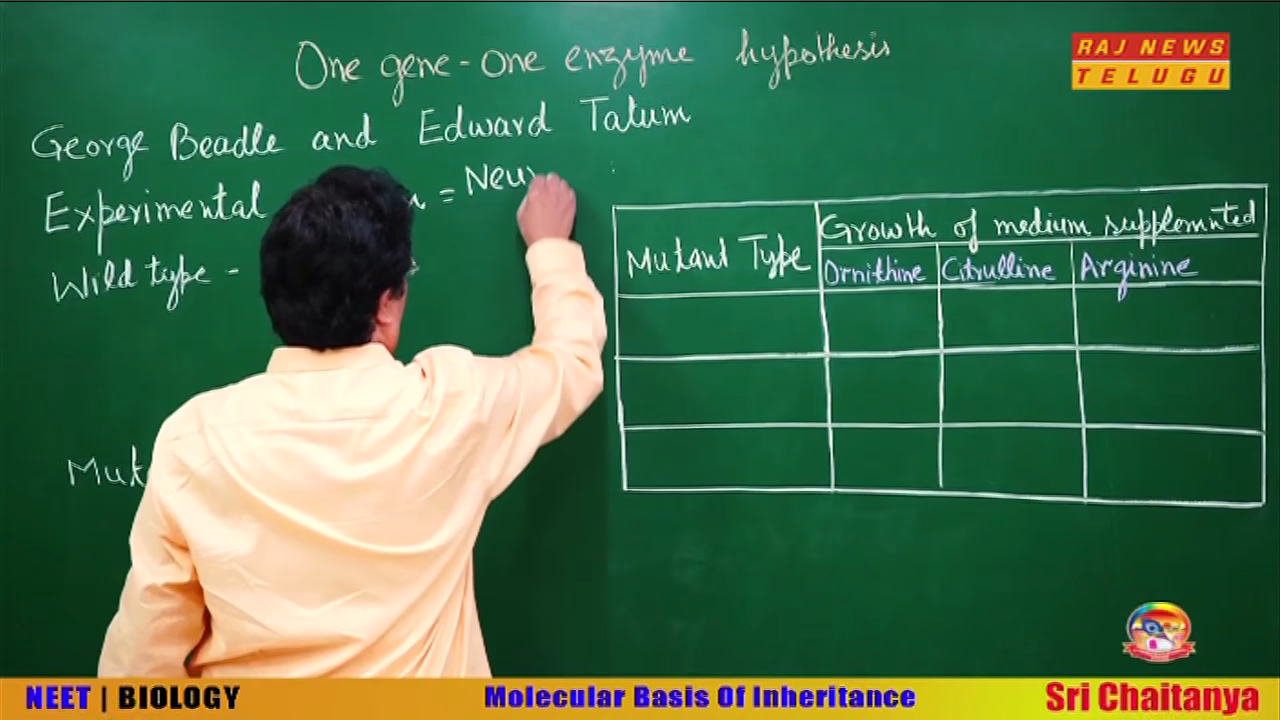 One gene - one enzyme hypothesis
RAJ NEWS
TELUGU
George Beadle and Edward Tatum
Experimental = Neu
Wild type -
Mutant Type
Growth of medium supplemnted
Ornithine Citrulline Arginine
Mut
NEET | BIOLOGY
Molecular Basis Of Inheritance
Sri Chaitanya